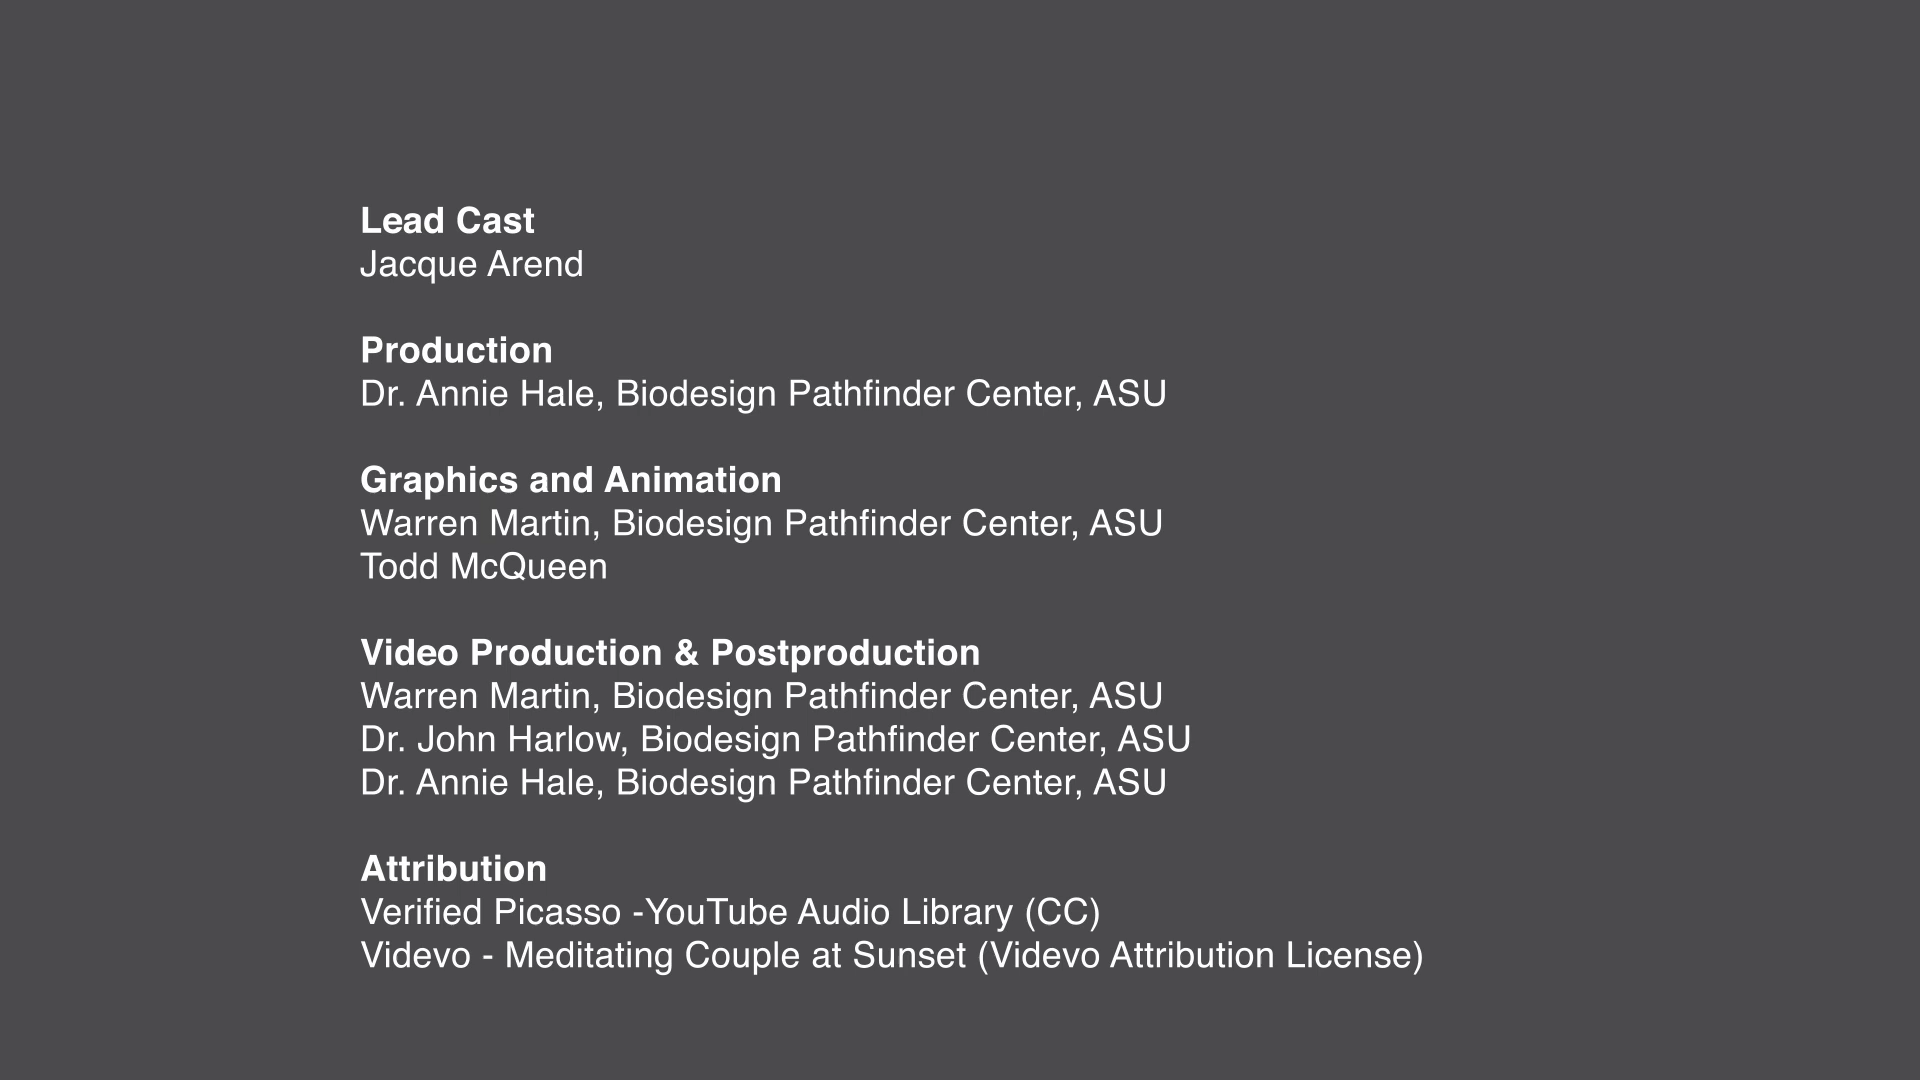 Lead Cast
Jacque Arend
Production
Dr. Annie Hale, Biodesign Pathfinder Center, ASU
Graphics and Animation
Warren Martin, Biodesign Pathfinder Center, ASU
Todd McQueen
Video Production & Postproduction
Warren Martin, Biodesign Pathfinder Center, ASU
Dr. John Harlow, Biodesign Pathfinder Center, ASU
Dr. Annie Hale, Biodesign Pathfinder Center, ASU
Attribution
Verified Picasso -YouTube Audio Library (CC)
Videvo - Meditating Couple at Sunset (Videvo Attribution License)